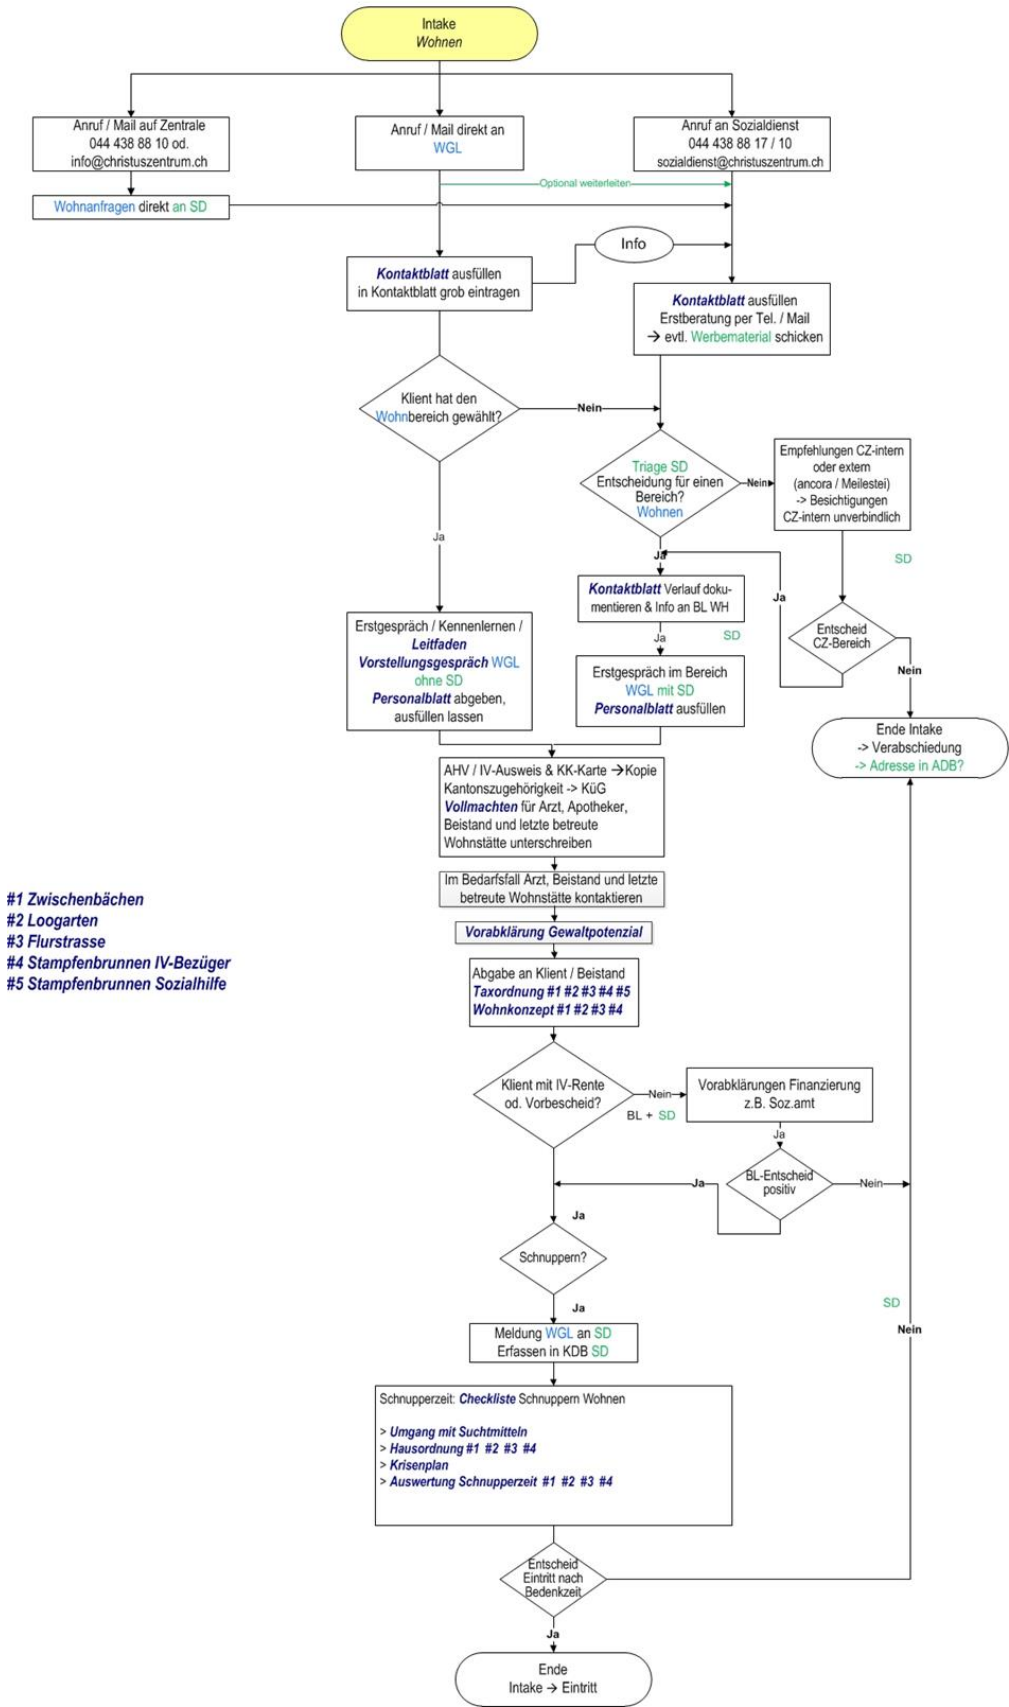 Intake
Wohnen
Anruf / Mail auf Zentrale
044 438 88 10 od.
info@christuszentrum.ch
Anruf / Mail direkt an
WGL
Anruf an Sozialdienst
044 438 88 17 / 10
sozialdienst@christuszentrum.ch
Optional weiterleiten
Wohnanfragen direkt an SD
Info
Kontaktblatt ausfüllen
in Kontaktblatt grob eintragen
Kontaktblatt ausfüllen
Erstberatung per Tel. / Mail
→ evtl. Werbematerial schicken
Klient hat den
Wohnbereich gewählt?
Nein
Triage SD
Entscheidung für einen
Bereich?
Wohnen
Nein
Empfehlungen CZ-intern
oder extern
(ancora / Meilestei)
-> Besichtigungen
CZ-intern unverbindlich
Ja
Ja
SD
Kontaktblatt Verlauf doku-
mentieren & Info an BL WH
Ja
Entscheid
CZ-Bereich
Ja
SD
Nein
Erstgespräch / Kennenlernen /
Leitfaden
Vorstellungsgespräch WGL
ohne SD
Personalblatt abgeben,
ausfüllen lassen
Erstgespräch im Bereich
WGL mit SD
Personalblatt ausfüllen
Ende Intake
-> Verabschiedung
-> Adresse in ADB?
AHV / IV-Ausweis & KK-Karte →Kopie
Kantonszugehörigkeit -> KüG
Vollmachten für Arzt, Apotheker,
Beistand und letzte betreute
Wohnstätte unterschreiben
Im Bedarfsfall Arzt, Beistand und letzte
betreute Wohnstätte kontaktieren
#1 Zwischenbächen
#2 Loogarten
#3 Flurstrasse
#4 Stampfenbrunnen IV-Bezüger
#5 Stampfenbrunnen Sozialhilfe
Vorabklärung Gewaltpotenzial
Abgabe an Klient / Beistand
Taxordnung #1 #2 #3 #4 #5
Wohnkonzept #1 #2 #3 #4
Klient mit IV-Rente
od. Vorbescheid?
Nein
BL + SD
Vorabklärungen Finanzierung
z.B. Soz.amt
Ja
BL-Entscheid
positiv
Ja
Nein
Ja
Schnuppern?
Ja
SD
Nein
Meldung WGL an SD
Erfassen in KDB SD
Schnupperzeit: Checkliste Schnuppern Wohnen
> Umgang mit Suchtmitteln
> Hausordnung #1 #2 #3 #4
> Krisenplan
> Auswertung Schnupperzeit #1 #2 #3 #4
Entscheid
Eintritt nach
Bedenkzeit
Ja
Ende
Intake → Eintritt